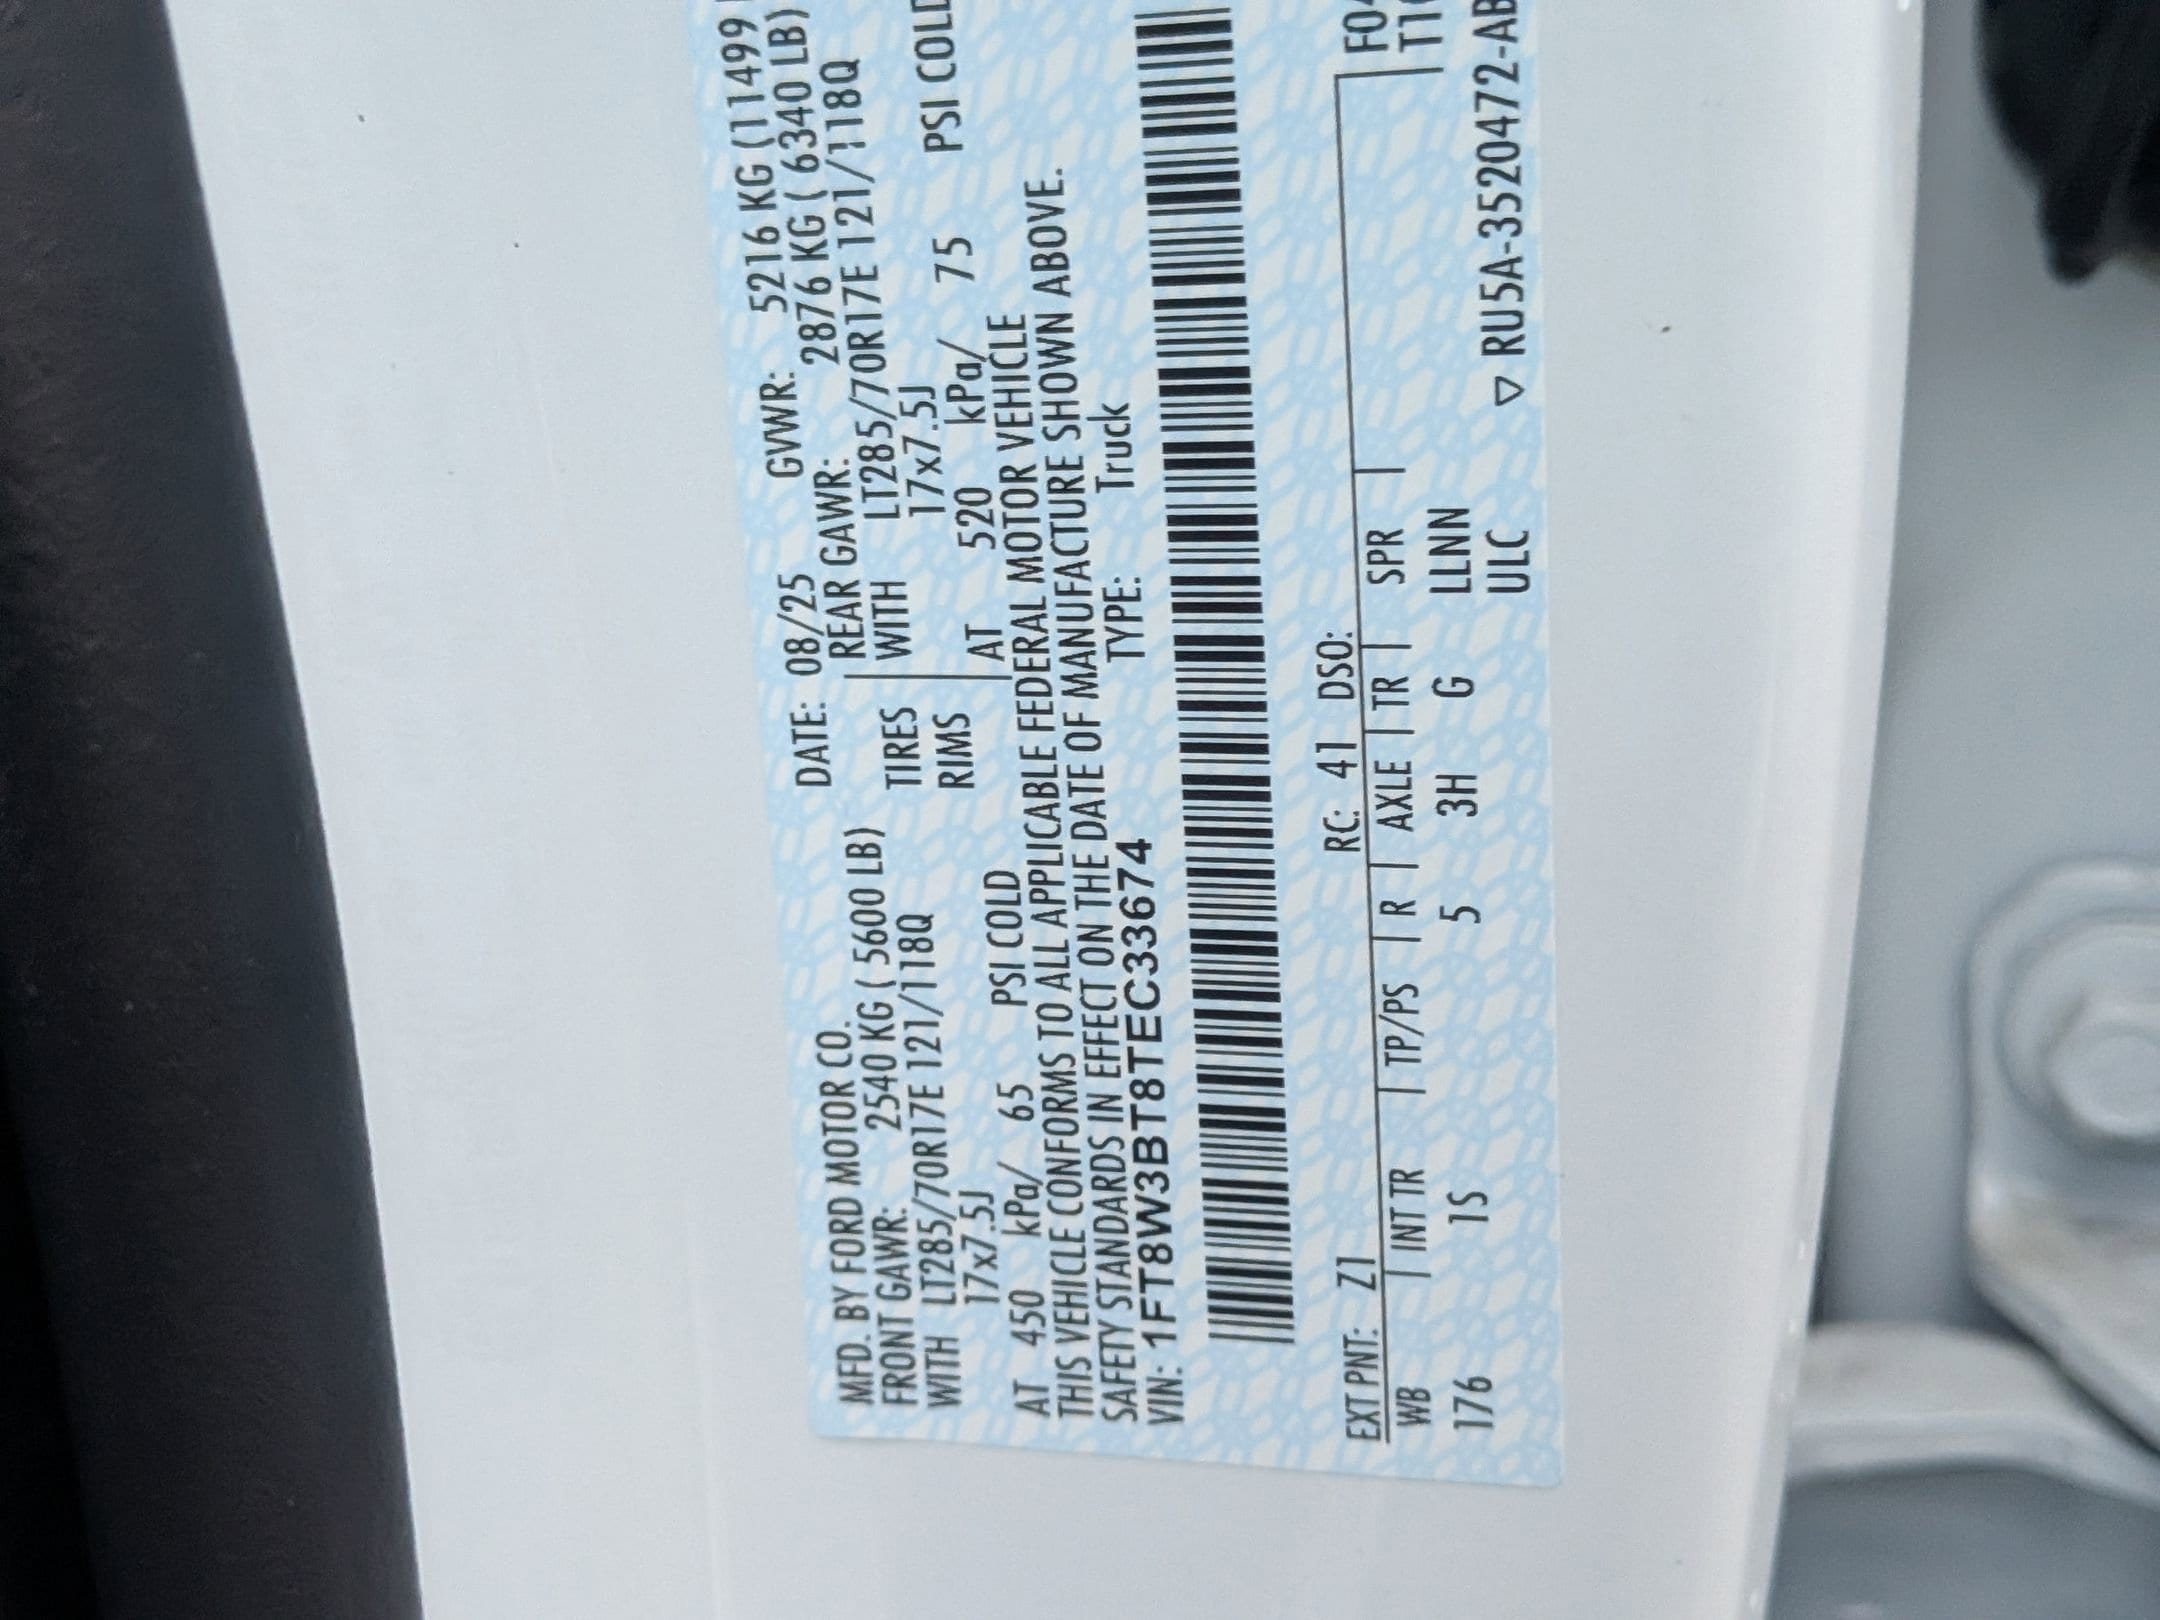 MFD. BY FORD MOTOR CO.
DATE: 08/25 GVWR: 5216 KG (11499
FRONT GAWR: 2540 KG ( 5600 LB) REAR GAWR: 2876 KG ( 6340 LB)
WITH LT285/70R17E 121/118Q TIRES WITH LT285/70R17E 121/118Q
17x7.5J RIMS 17x7.5J
AT 450 kPa/ 65 PSI COLD AT 520 kPa/ 75 PSI COLD
THIS VEHICLE CONFORMS TO ALL APPLICABLE FEDERAL MOTOR VEHICLE
SAFETY STANDARDS IN EFFECT ON THE DATE OF MANUFACTURE SHOWN ABOVE.
VIN: 1FT8W3BT8TEC33674 TYPE: Truck
EXT PNT: Z1 RC: 41 DSO:
WB INT TR TP/PS R AXLE TR SPR
176 1S 5 3H G LLNN
ULC
▽ RU5A-3520472-AB